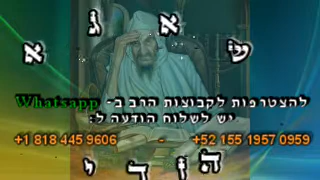 ש א ג א
להצטרפות לקבוצות הרב ב- Whatsapp
יש לשלוח הודעה ל:
+1 818 445 9606 - +52 155 1957 0959
ה ו ד י